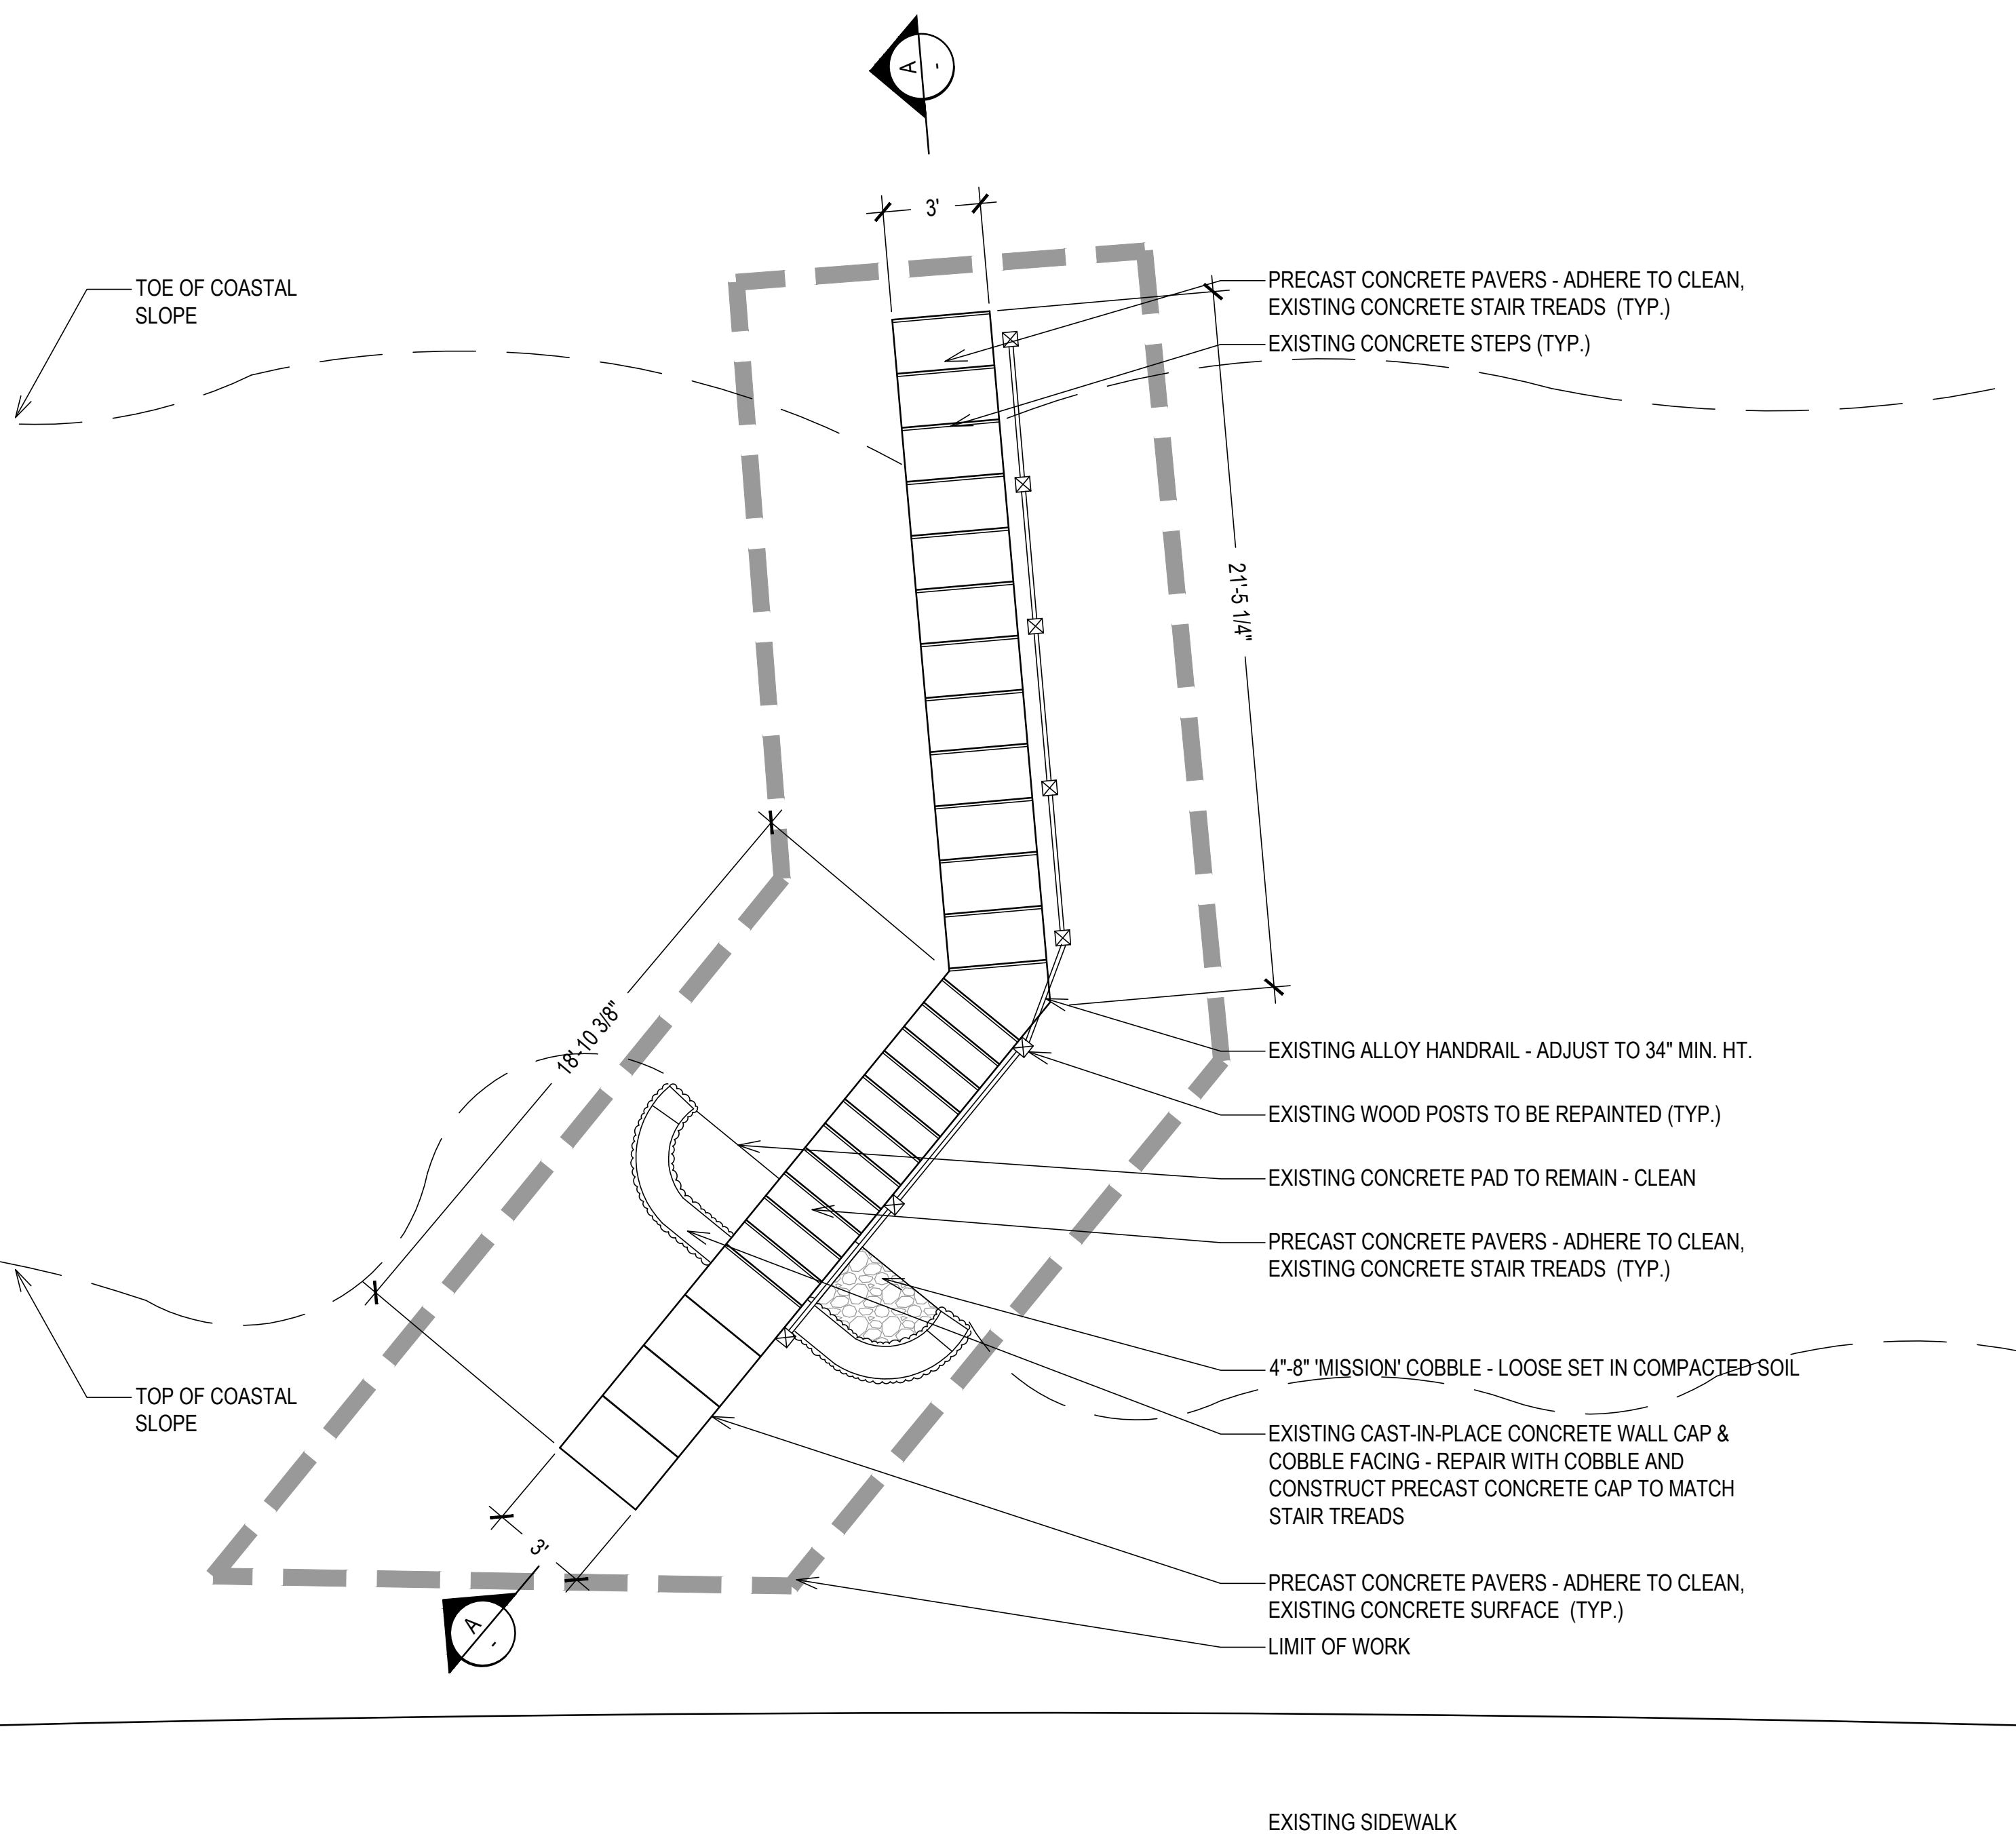 A
-
3'
TOE OF COASTAL
SLOPE
PRECAST CONCRETE PAVERS - ADHERE TO CLEAN,
EXISTING CONCRETE STAIR TREADS (TYP.)
EXISTING CONCRETE STEPS (TYP.)
21'-5 1/4"
18'-10 3/8"
EXISTING ALLOY HANDRAIL - ADJUST TO 34" MIN. HT.
EXISTING WOOD POSTS TO BE REPAINTED (TYP.)
EXISTING CONCRETE PAD TO REMAIN - CLEAN
PRECAST CONCRETE PAVERS - ADHERE TO CLEAN,
EXISTING CONCRETE STAIR TREADS (TYP.)
4"-8" 'MISSION' COBBLE - LOOSE SET IN COMPACTED SOIL
TOP OF COASTAL
SLOPE
EXISTING CAST-IN-PLACE CONCRETE WALL CAP &
COBBLE FACING - REPAIR WITH COBBLE AND
CONSTRUCT PRECAST CONCRETE CAP TO MATCH
STAIR TREADS
3'
PRECAST CONCRETE PAVERS - ADHERE TO CLEAN,
EXISTING CONCRETE SURFACE (TYP.)
A
-
LIMIT OF WORK
EXISTING SIDEWALK